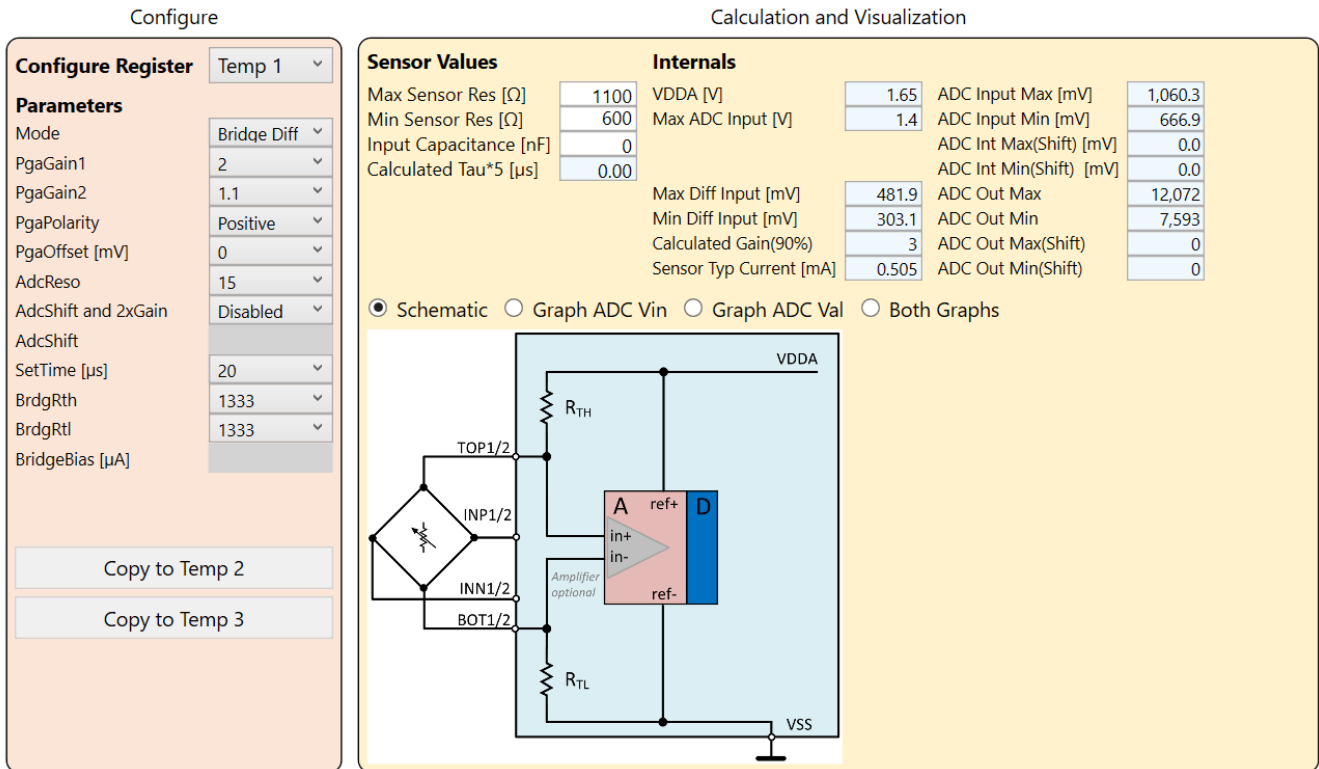 Configure
Configure Register Temp 1
Parameters
Mode Bridge Diff
PgaGain1 2
PgaGain2 1.1
PgaPolarity Positive
PgaOffset [mV] 0
AdcReso 15
AdcShift and 2xGain Disabled
AdcShift
SetTime [µs] 20
BrdgRth 1333
BrdgRtl 1333
BridgeBias [µA]
Copy to Temp 2
Copy to Temp 3
Calculation and Visualization
Sensor Values
Max Sensor Res [Ω] 1100
Min Sensor Res [Ω] 600
Input Capacitance [nF] 0
Calculated Tau*5 [µs] 0.00
Internals
VDDA [V] 1.65
Max ADC Input [V] 1.4
Max Diff Input [mV] 481.9
Min Diff Input [mV] 303.1
Calculated Gain(90%) 3
Sensor Typ Current [mA] 0.505
ADC Input Max [mV] 1,060.3
ADC Input Min [mV] 666.9
ADC Int Max(Shift) [mV] 0.0
ADC Int Min(Shift) [mV] 0.0
ADC Out Max 12,072
ADC Out Min 7,593
ADC Out Max(Shift) 0
ADC Out Min(Shift) 0
Schematic Graph ADC Vin Graph ADC Val Both Graphs
VDDA
RTH
TOP1/2
A ref+ D
INP1/2
in+
in-
Amplifier
optional
INN1/2
ref-
BOT1/2
RTL
VSS